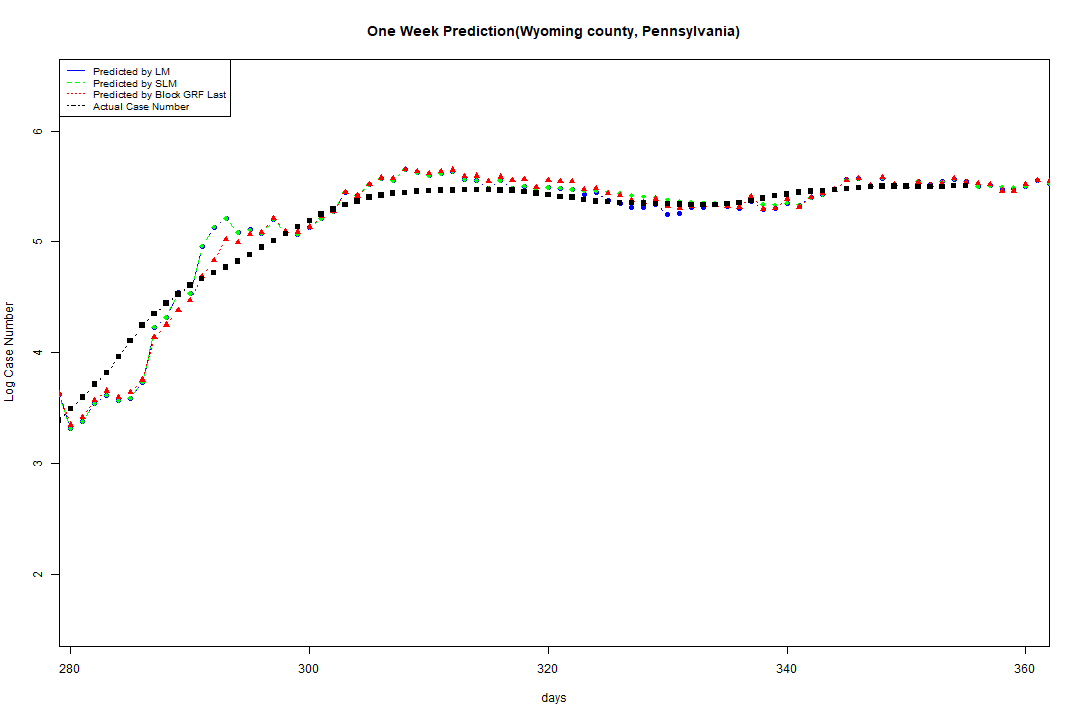 One Week Prediction(Wyoming county, Pennsylvania)
Predicted by LM
Predicted by SLM
Predicted by Block GRF Last
Actual Case Number
6
5
4
3
2
Log Case Number
280 300 320 340 360
days